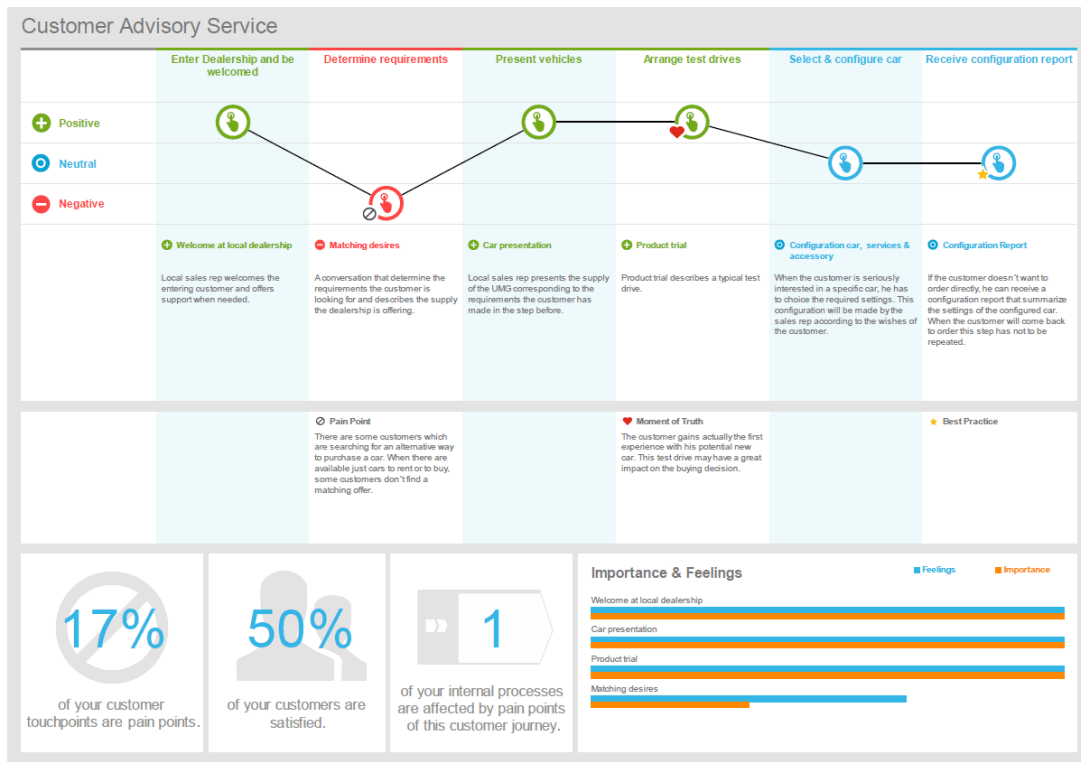 Customer Advisory Service
Enter Dealership and be
welcomed
Determine requirements
Present vehicles
Arrange test drives
Select & configure car
Receive configuration report
Positive
Neutral
Negative
Welcome at local dealership
Local sales rep welcomes the
entering customer and offers
support when needed.
Matching desires
A conversation that determine the
requirements the customer is
looking for and describes the supply
the dealership is offering.
Car presentation
Local sales rep presents the supply
of the UMG corresponding to the
requirements the customer has
made in the step before.
Product trial
Product trial describes a typical test
drive.
Configuration car, services &
accessory
When the customer is seriously
interested in a specific car, he has
to choice the required settings. This
configuration will be made by the
sales rep according to the wishes of
the customer.
Configuration Report
If the customer doesn't want to
order directly, he can receive a
configuration report that summarize
the settings of the configured car.
When the customer will come back
to order this step has not to be
repeated.
Pain Point
There are some customers which
are searching for an alternative way
to purchase a car. When there are
available just cars to rent or to buy,
some customers don't find a
matching offer.
Moment of Truth
The customer gains actually the first
experience with his potential new
car. This test drive may have a great
impact on the buying decision.
Best Practice
17%
of your customer
touchpoints are pain points.
50%
of your customers are
satisfied.
1
of your internal processes
are affected by pain points
of this customer journey.
Importance & Feelings
Feelings
Importance
Welcome at local dealership
Car presentation
Product trial
Matching desires